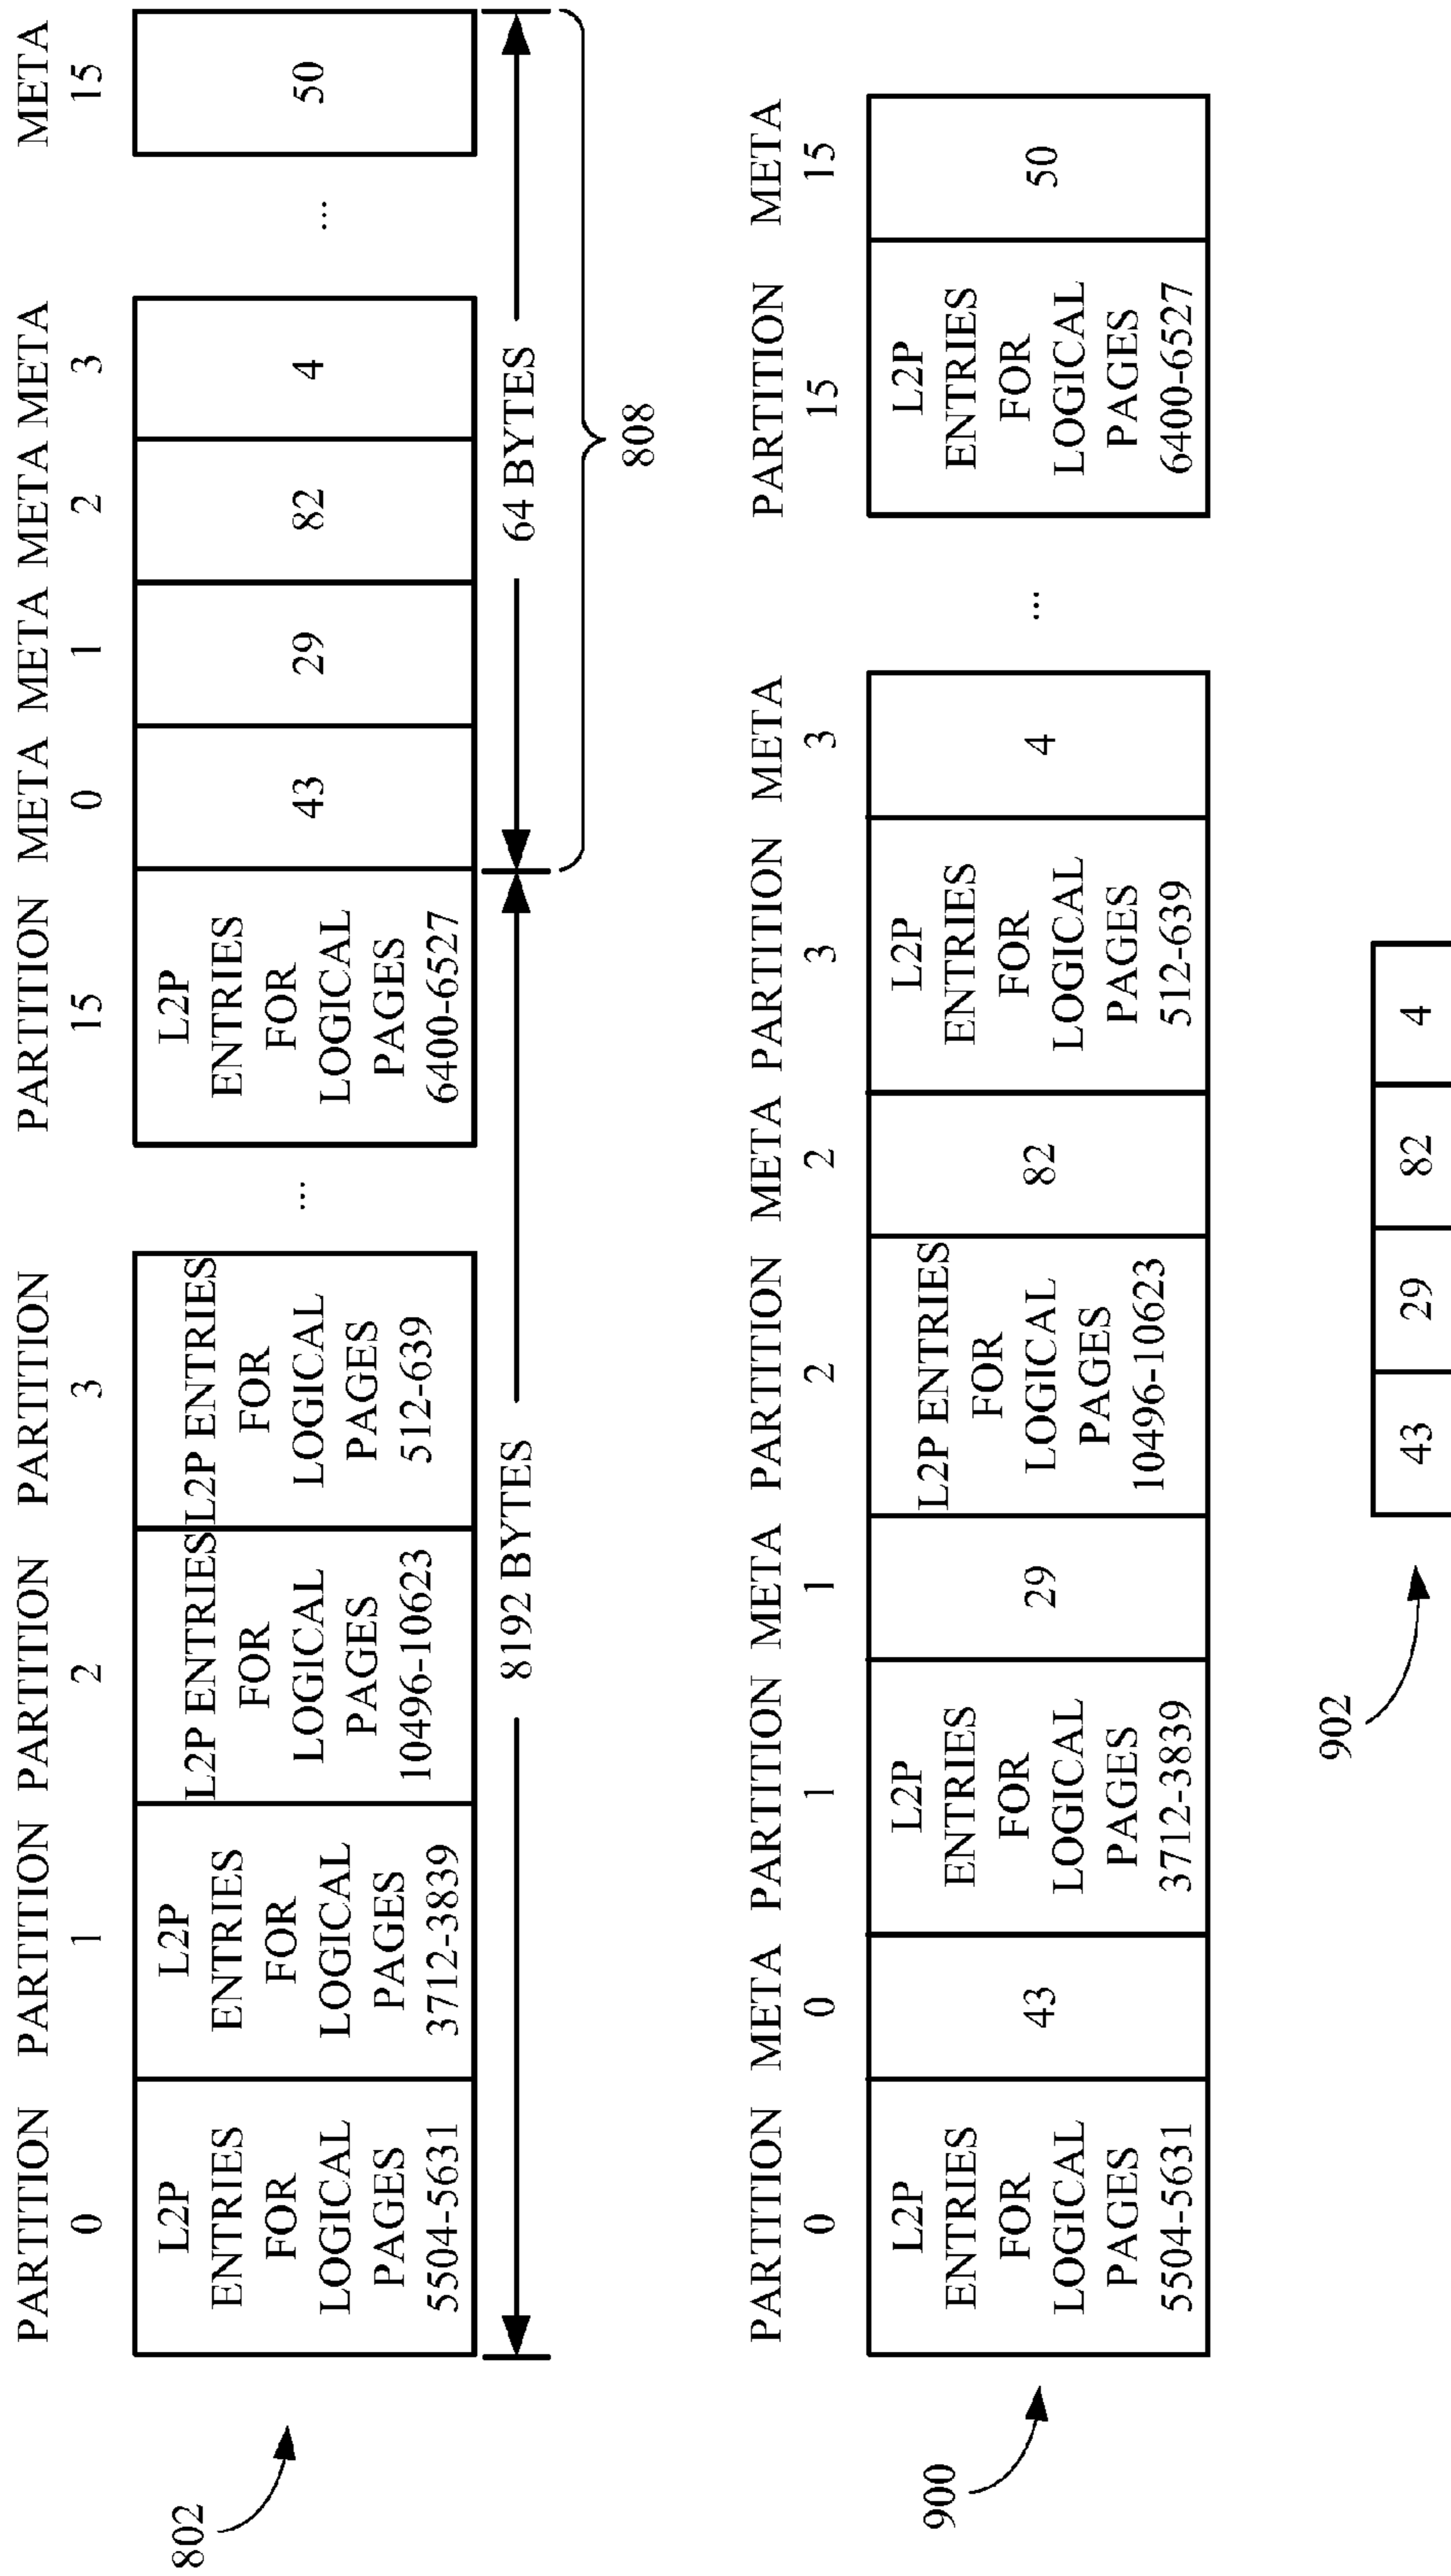 PARTITION PARTITION PARTITION PARTITION PARTITION META META META META META
0 1 2 3 15 0 1 2 3 15
L2P
ENTRIES
FOR
LOGICAL
PAGES
5504-5631
L2P
ENTRIES
FOR
LOGICAL
PAGES
3712-3839
L2P ENTRIES
FOR
LOGICAL
PAGES
10496-10623
L2P ENTRIES
FOR
LOGICAL
PAGES
512-639
...
L2P
ENTRIES
FOR
LOGICAL
PAGES
6400-6527
43
29
82
4
...
50
802
8192 BYTES
64 BYTES
808
PARTITION META PARTITION META PARTITION META PARTITION META PARTITION META
0 0 1 1 2 2 3 3 15 15
L2P
ENTRIES
FOR
LOGICAL
PAGES
5504-5631
43
L2P
ENTRIES
FOR
LOGICAL
PAGES
3712-3839
29
L2P ENTRIES
FOR
LOGICAL
PAGES
10496-10623
82
L2P
ENTRIES
FOR
LOGICAL
PAGES
512-639
4
...
L2P
ENTRIES
FOR
LOGICAL
PAGES
6400-6527
50
900
902
43 29 82 4